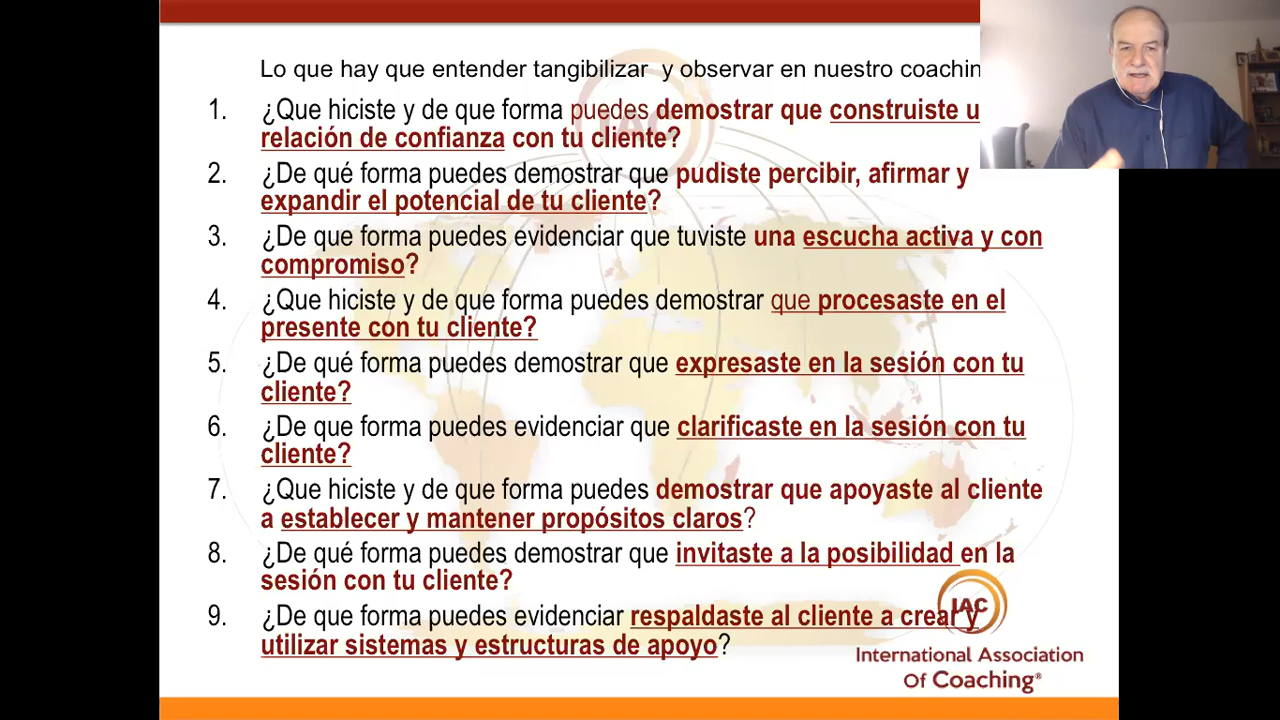 Lo que hay que entender tangibilizar y observar en nuestro coachin
1. ¿Que hiciste y de que forma puedes demostrar que construiste u
relación de confianza con tu cliente?
2. ¿De qué forma puedes demostrar que pudiste percibir, afirmar y
expandir el potencial de tu cliente?
3. ¿De que forma puedes evidenciar que tuviste una escucha activa y con
compromiso?
4. ¿Que hiciste y de que forma puedes demostrar que procesaste en el
presente con tu cliente?
5. ¿De qué forma puedes demostrar que expresaste en la sesión con tu
cliente?
6. ¿De que forma puedes evidenciar que clarificaste en la sesión con tu
cliente?
7. ¿Que hiciste y de que forma puedes demostrar que apoyaste al cliente
a establecer y mantener propósitos claros?
8. ¿De qué forma puedes demostrar que invitaste a la posibilidad en la
sesión con tu cliente?
9. ¿De que forma puedes evidenciar respaldaste al cliente a crear y
utilizar sistemas y estructuras de apoyo?
IAC
International Association
Of Coaching®